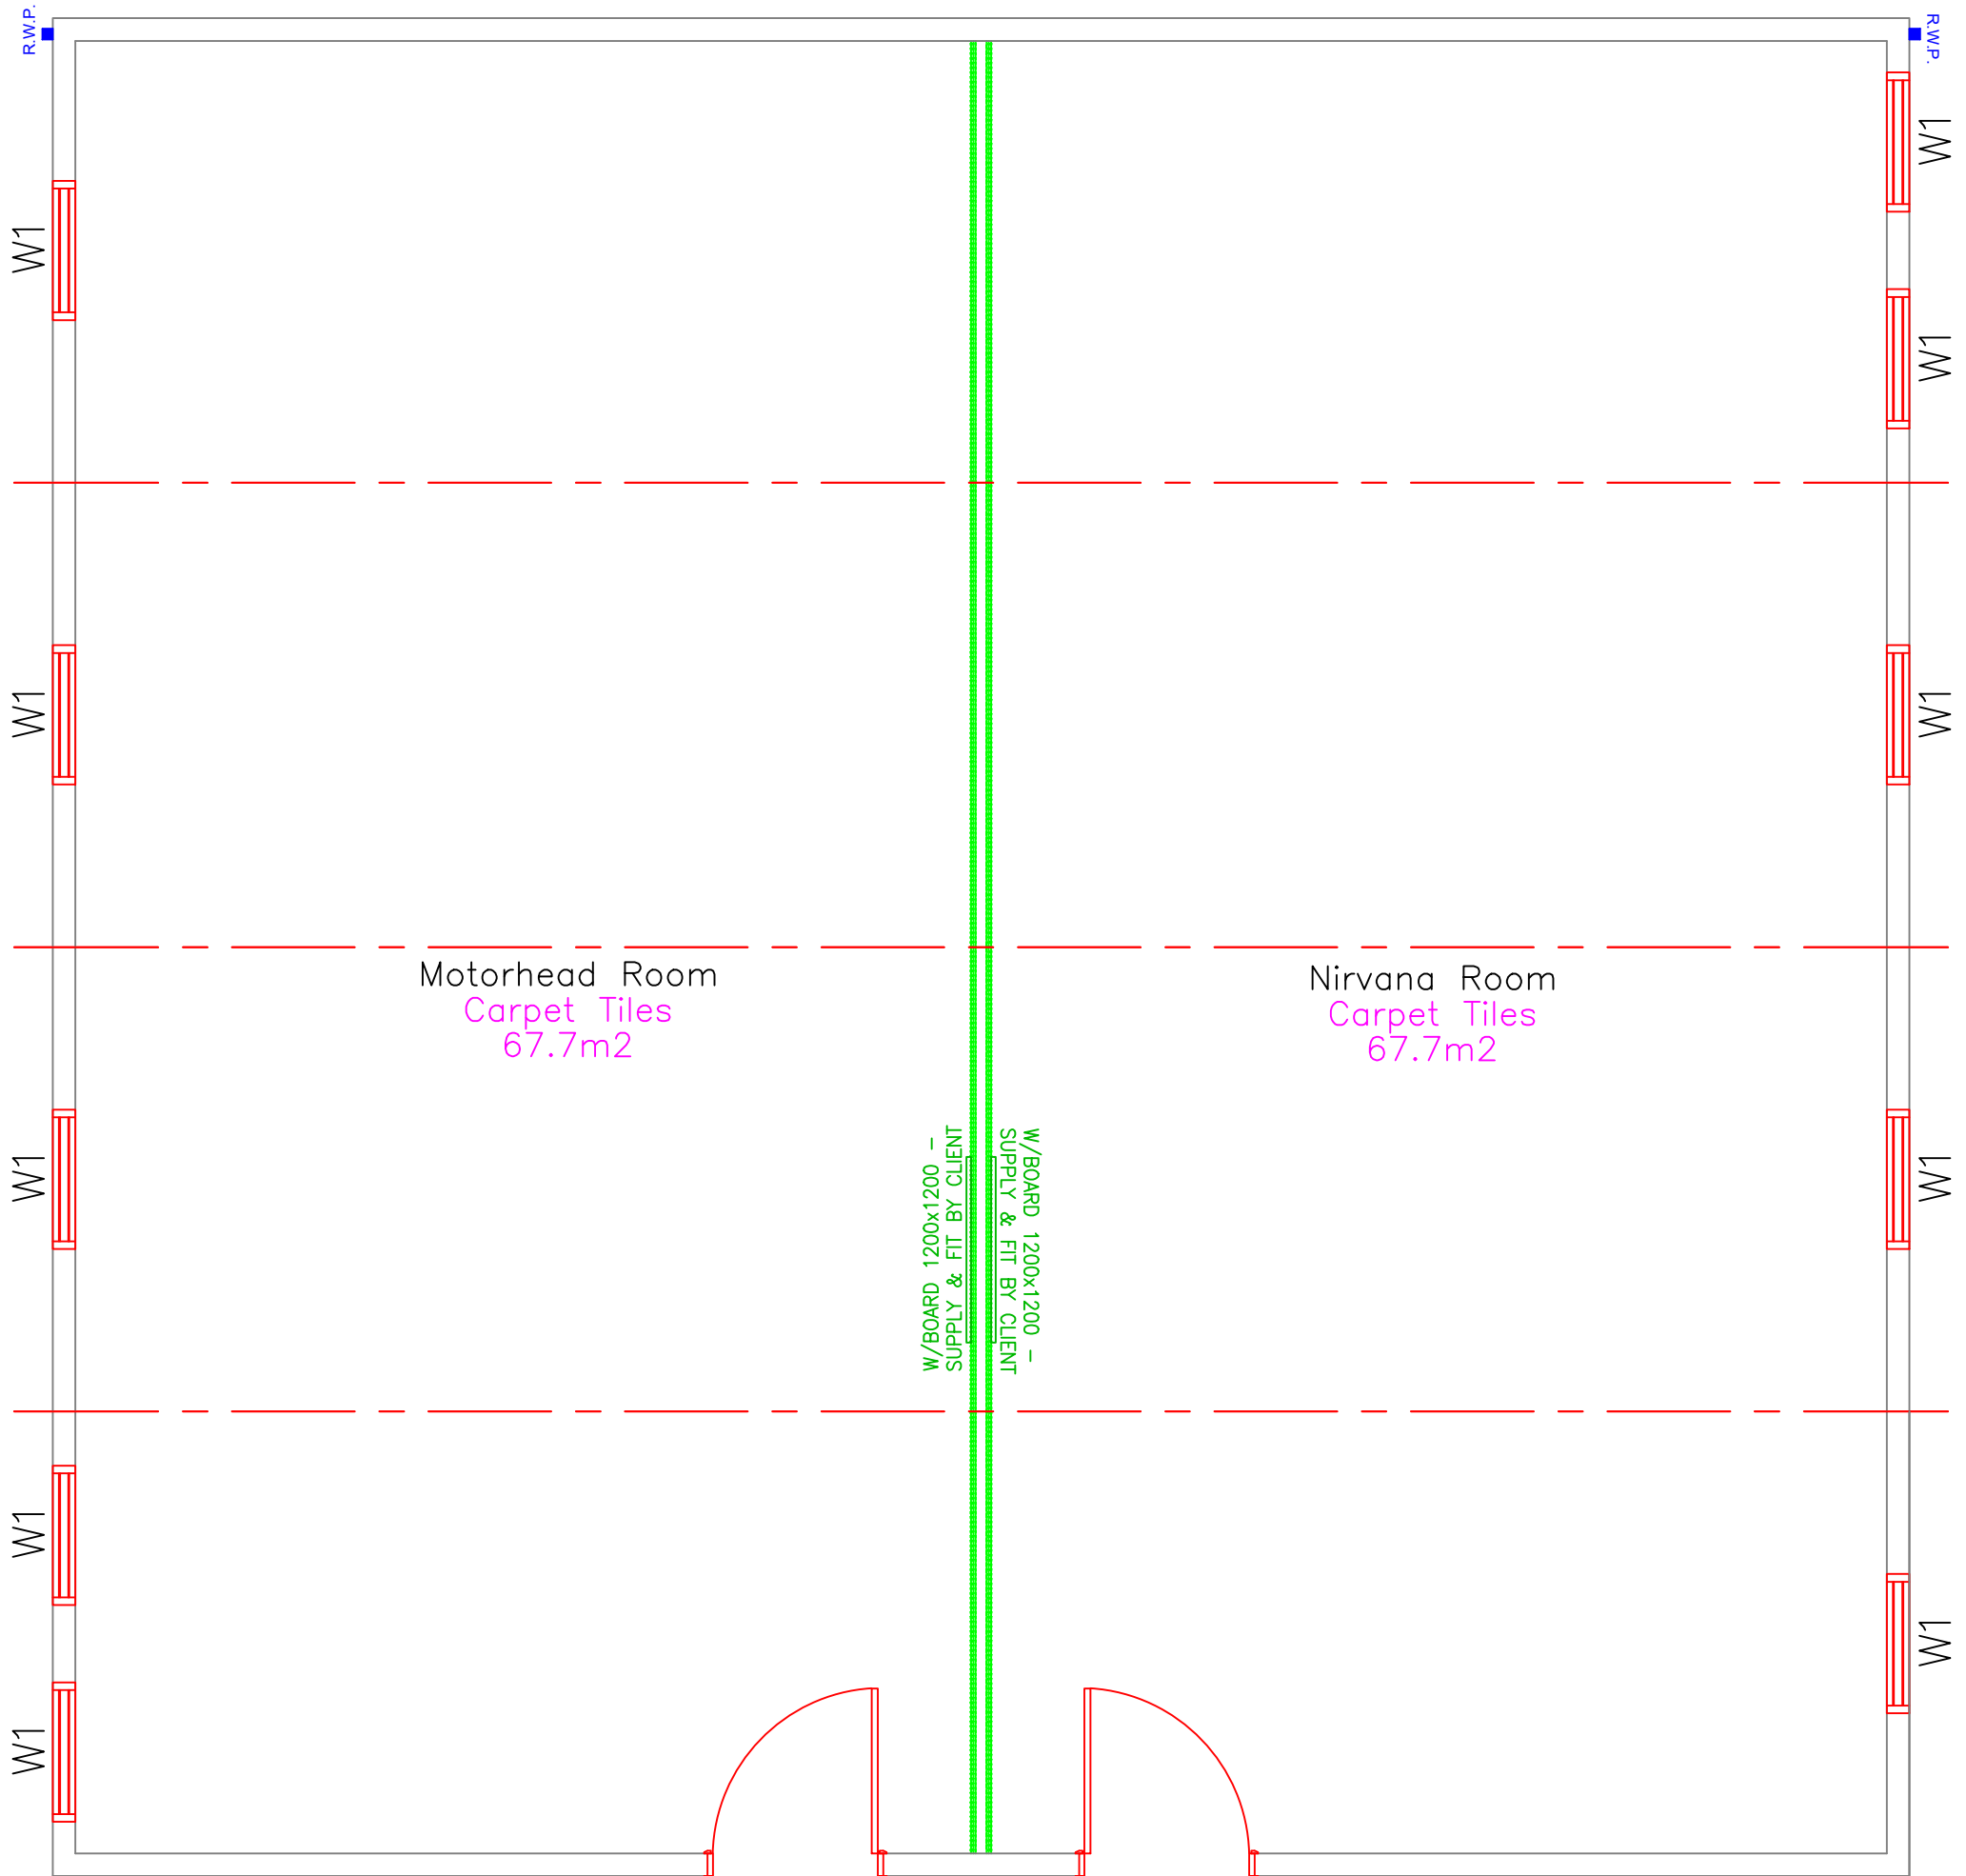 R.W.P.
R.W.P.
W1
W1
W1
W1
W1
W1
Motorhead Room
Carpet Tiles
67.7m2
Nirvana Room
Carpet Tiles
67.7m2
W/BOARD 1200x1200 -
SUPPLY & FIT BY CLIENT
W/BOARD 1200x1200 -
SUPPLY & FIT BY CLIENT
W1
W1
W1
W1